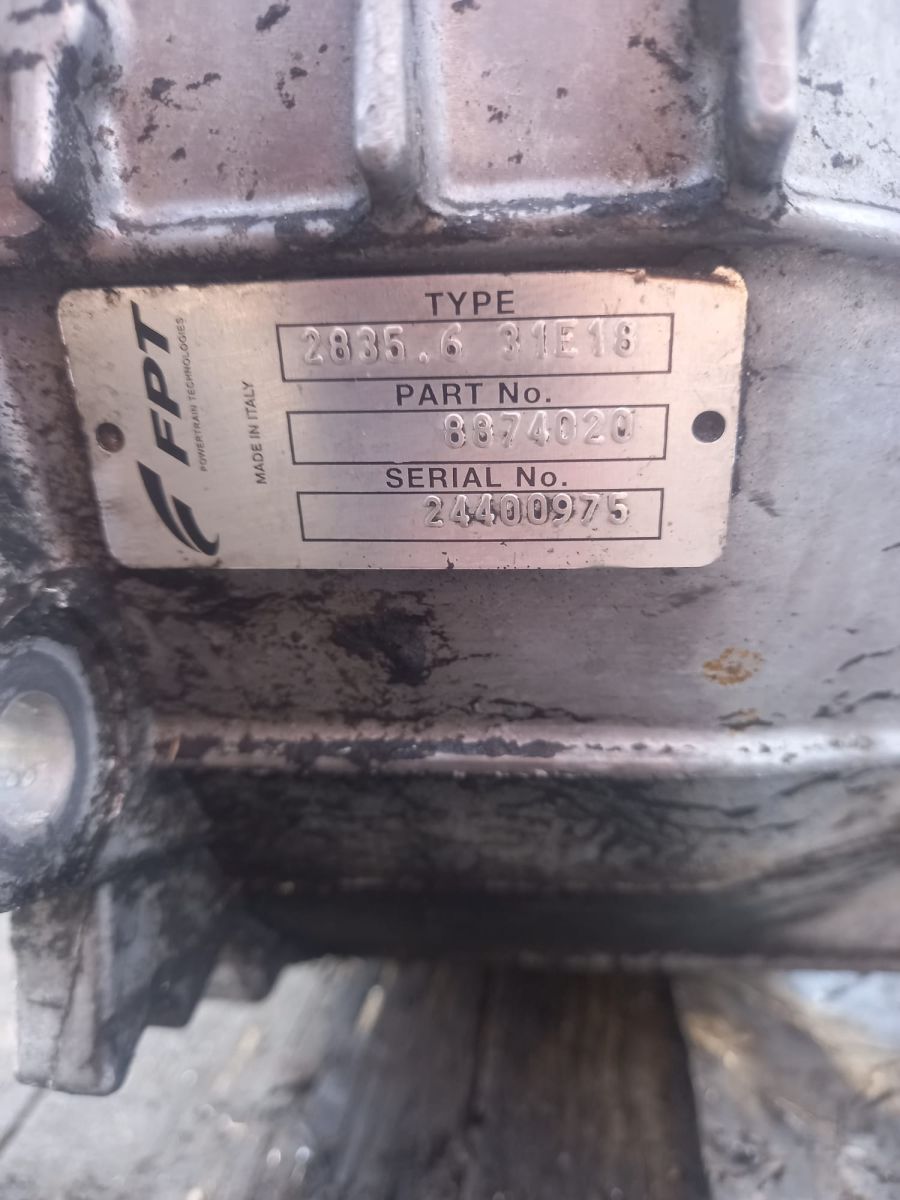 TYPE
2835.6 31E18
PART No.
8874020
SERIAL No.
24400975
FPT
POWERTRAIN TECHNOLOGIES
MADE IN ITALY